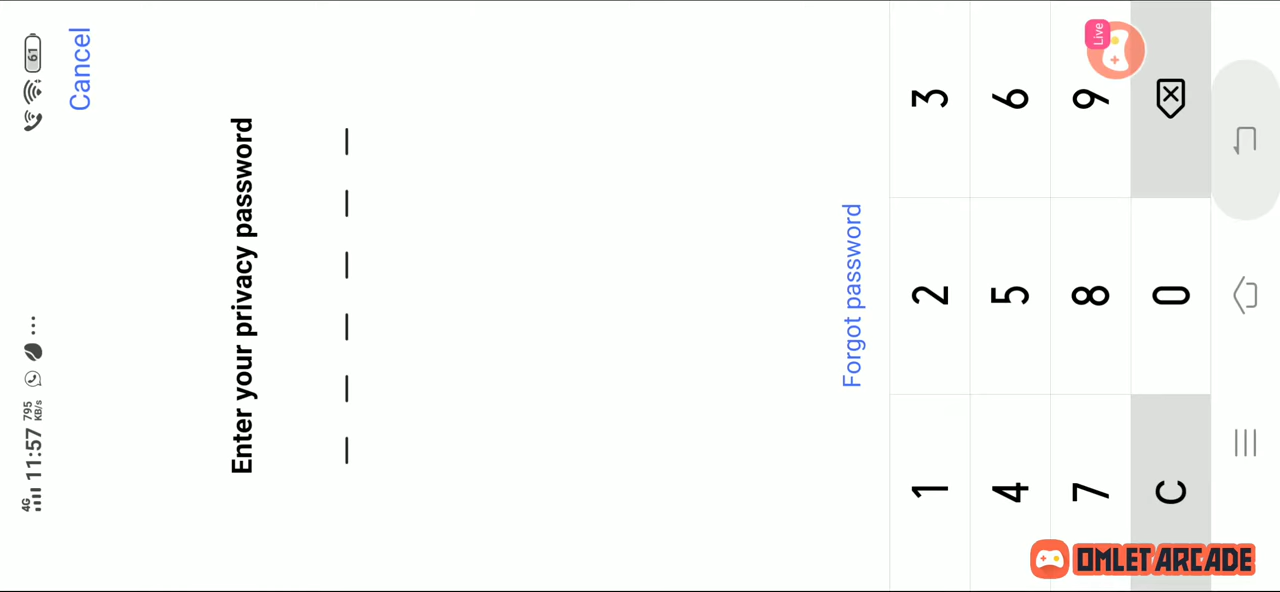 4G 11:57 795 KB/s ... 61
Cancel
Enter your privacy password
Forgot password
1 2 3
4 5 6
7 8 9
C 0
Live
OMLET ARCADE